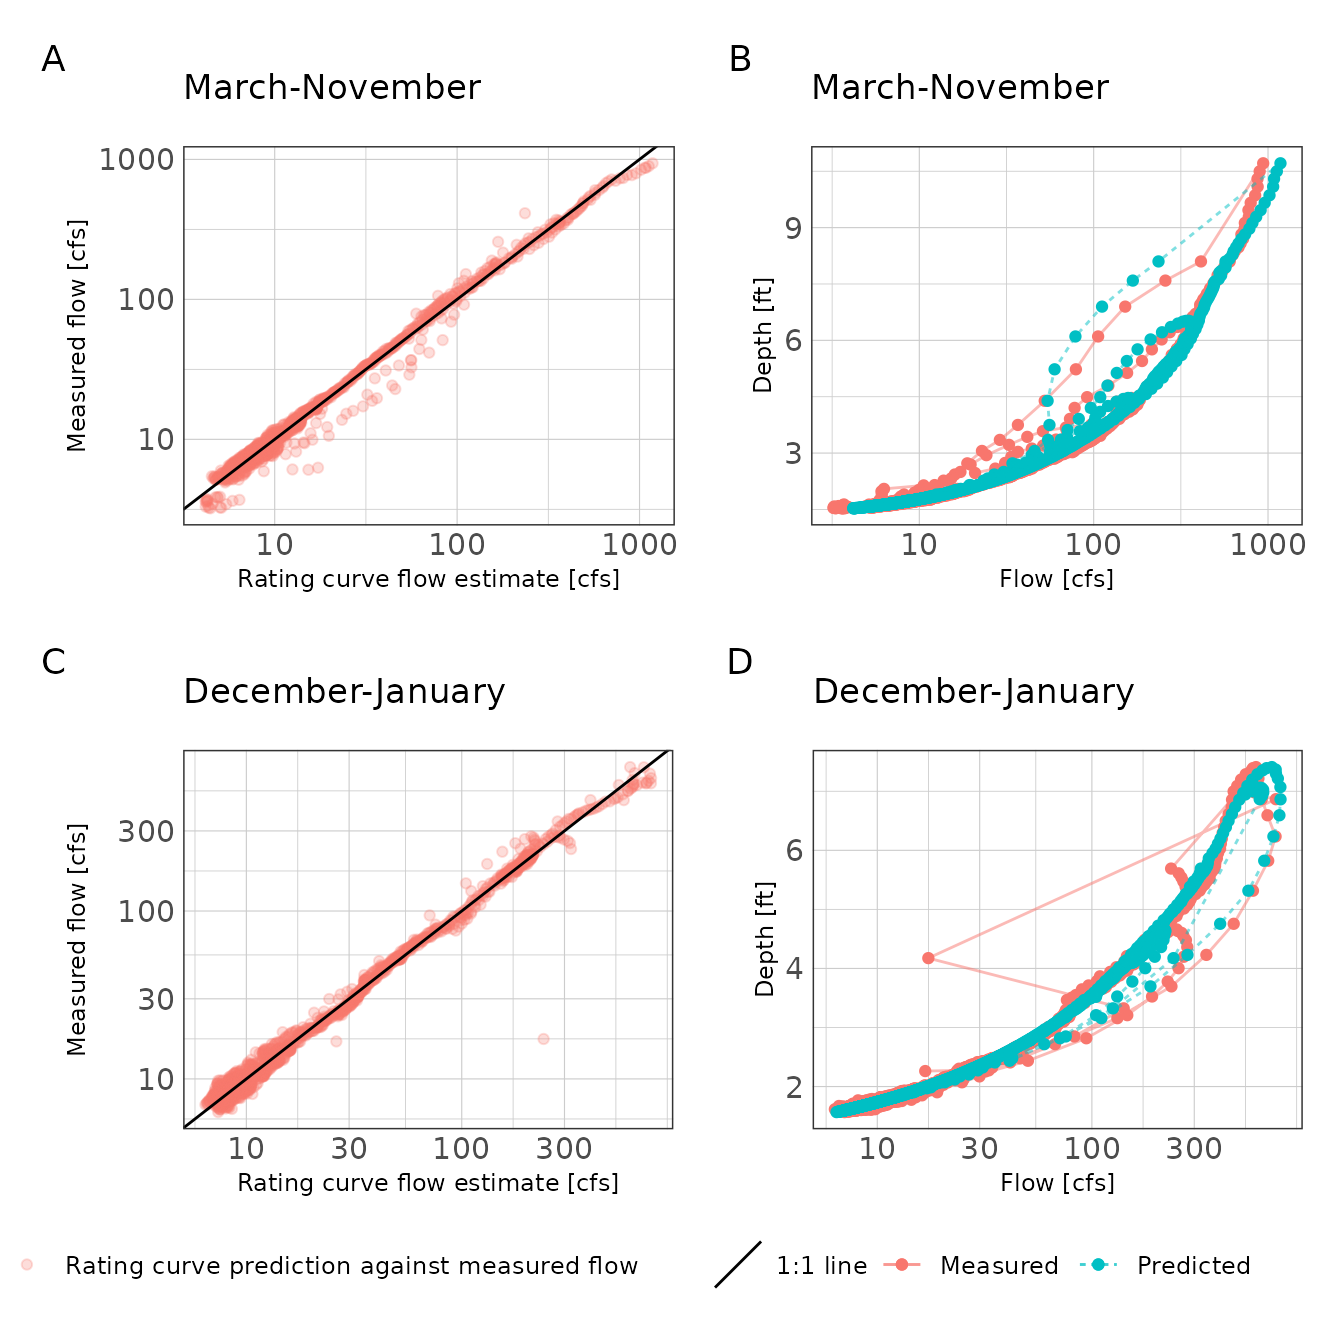 A
March-November
1000
100
10
Measured flow [cfs]
10 100 1000
Rating curve flow estimate [cfs]
B
March-November
9
6
3
Depth [ft]
10 100 1000
Flow [cfs]
C
December-January
300
100
30
10
Measured flow [cfs]
10 30 100 300
Rating curve flow estimate [cfs]
D
December-January
6
4
2
Depth [ft]
10 30 100 300
Flow [cfs]
Rating curve prediction against measured flow 1:1 line Measured Predicted